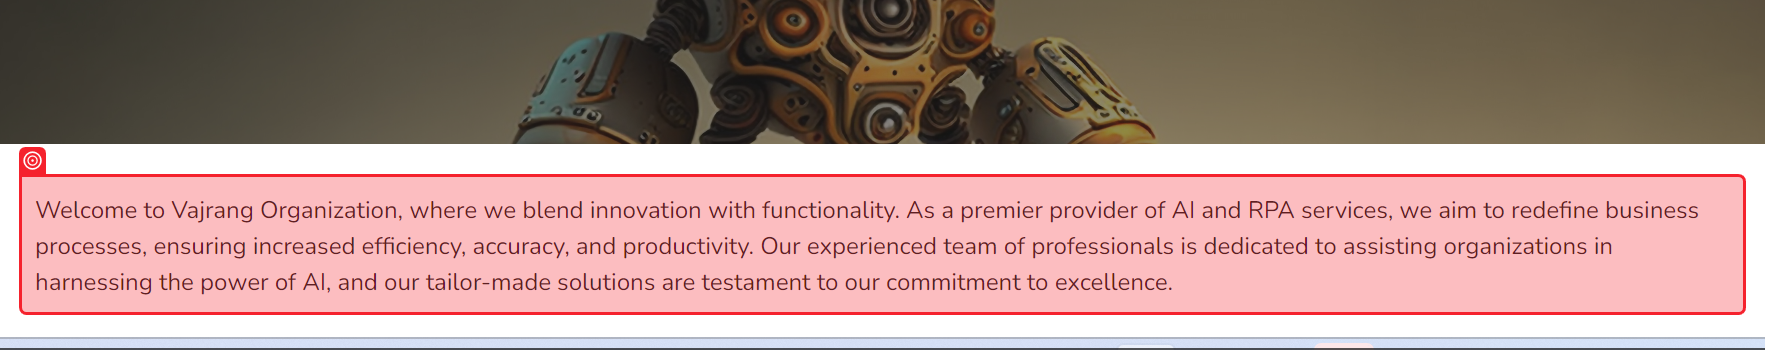 Welcome to Vajrang Organization, where we blend innovation with functionality. As a premier provider of AI and RPA services, we aim to redefine business
processes, ensuring increased efficiency, accuracy, and productivity. Our experienced team of professionals is dedicated to assisting organizations in
harnessing the power of AI, and our tailor-made solutions are testament to our commitment to excellence.